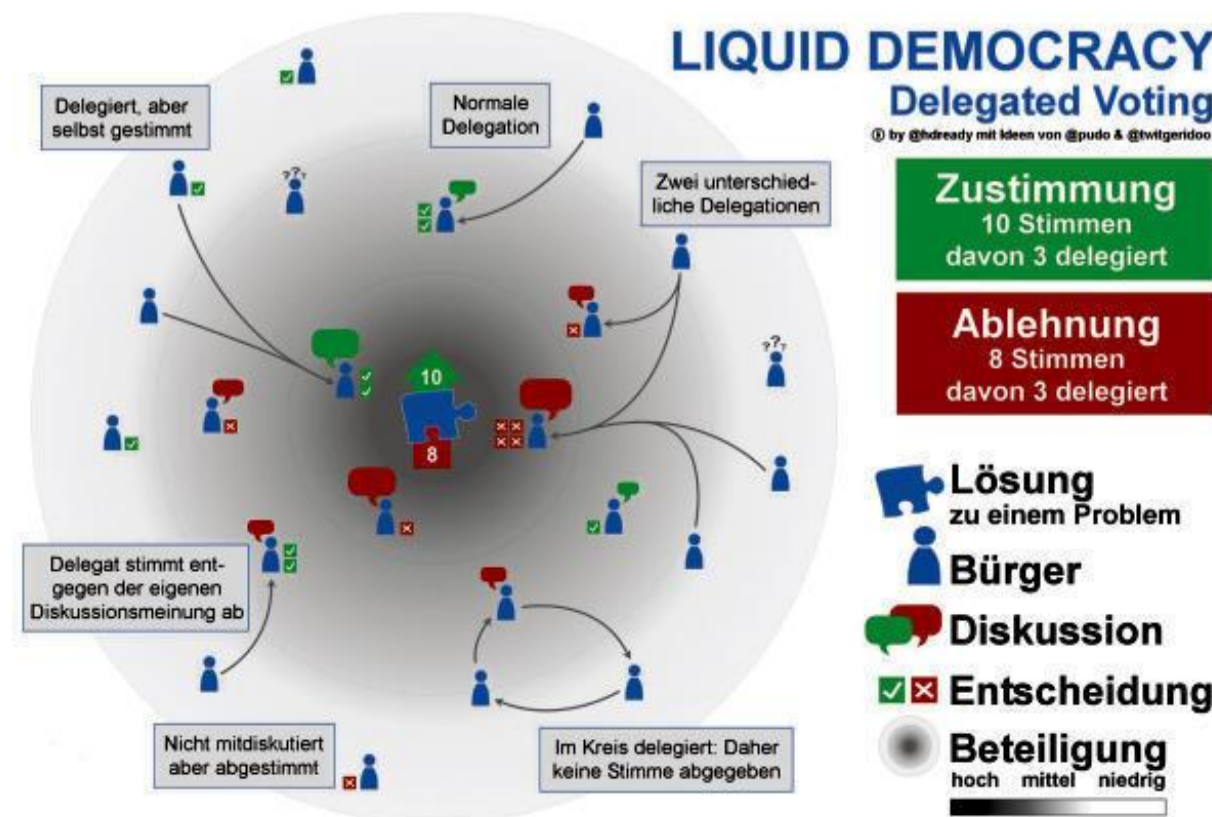 LIQUID DEMOCRACY
Delegated Voting
by @hdready mit Ideen von @pudo & @twitgeridoo
Delegiert, aber
selbst gestimmt
Normale
Delegation
Zwei unterschied-
liche Delegationen
Zustimmung
10 Stimmen
davon 3 delegiert
Ablehnung
8 Stimmen
davon 3 delegiert
???
???
10
8
Delegat stimmt ent-
gegen der eigenen
Diskussionsmeinung ab
Nicht mitdiskutiert
aber abgestimmt
Im Kreis delegiert: Daher
keine Stimme abgegeben
Lösung
zu einem Problem
Bürger
Diskussion
Entscheidung
Beteiligung
hoch mittel niedrig